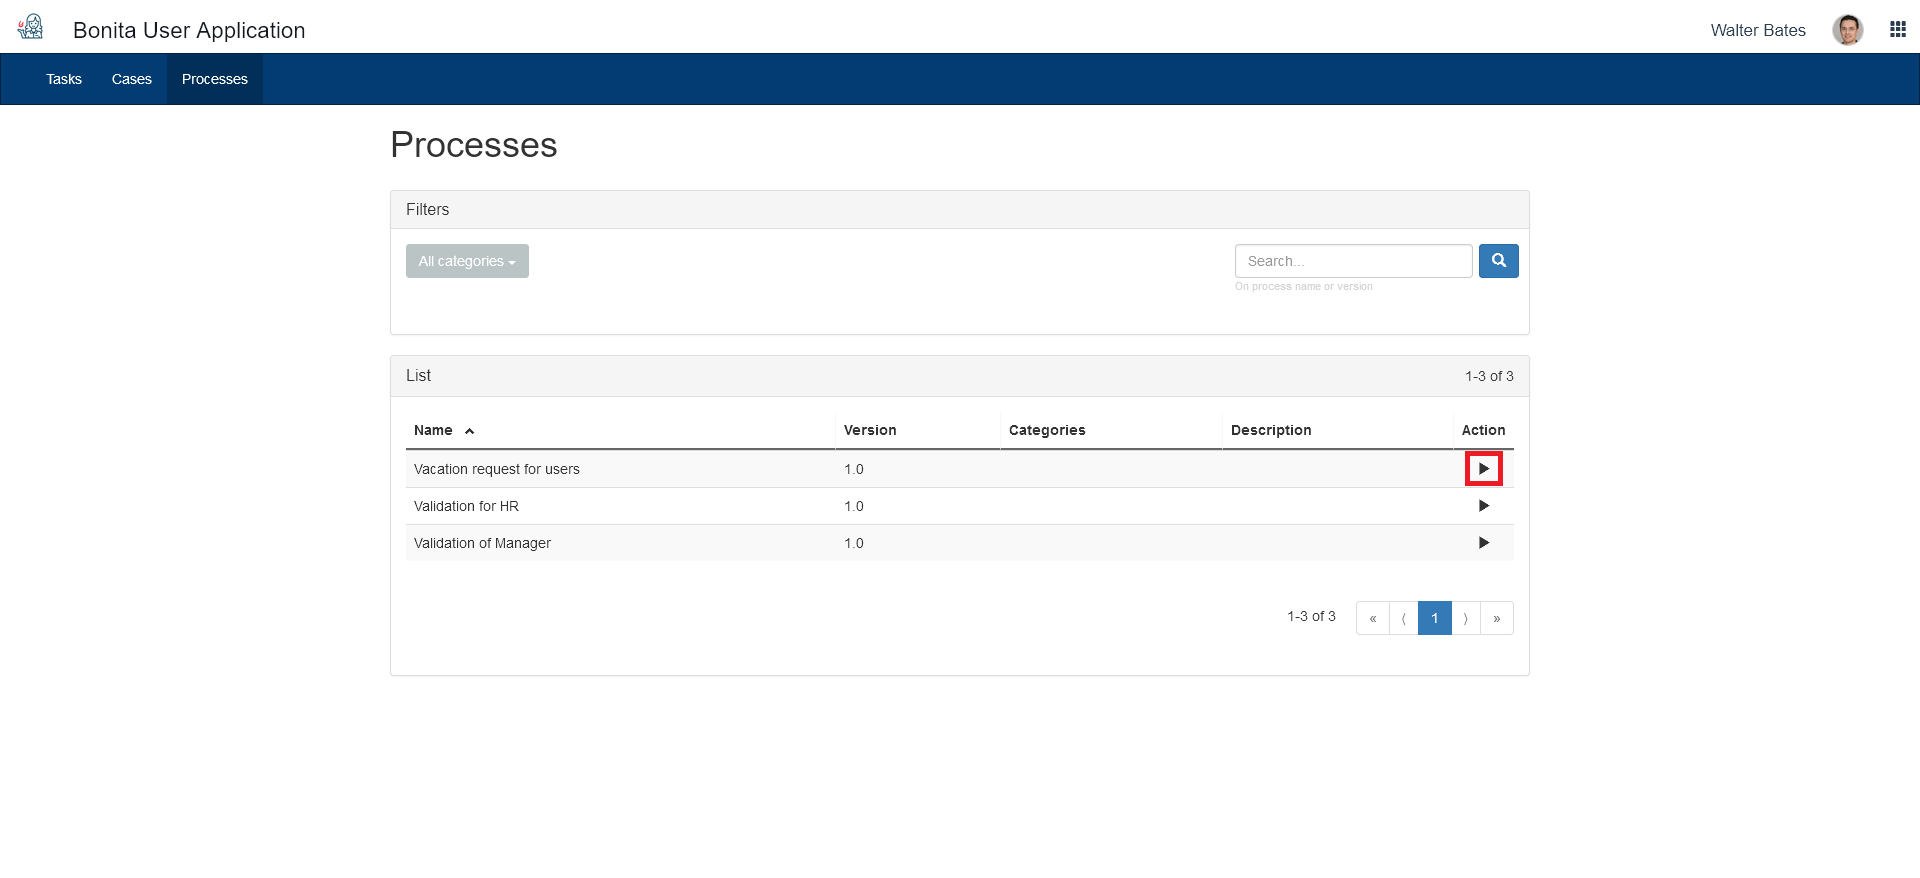 Bonita User Application
Walter Bates
Tasks Cases Processes
Processes
Filters
All categories
Search...
On process name or version
List 1-3 of 3
Name Version Categories Description Action
Vacation request for users 1.0
Validation for HR 1.0
Validation of Manager 1.0
1-3 of 3 « ⟨ 1 ⟩ »